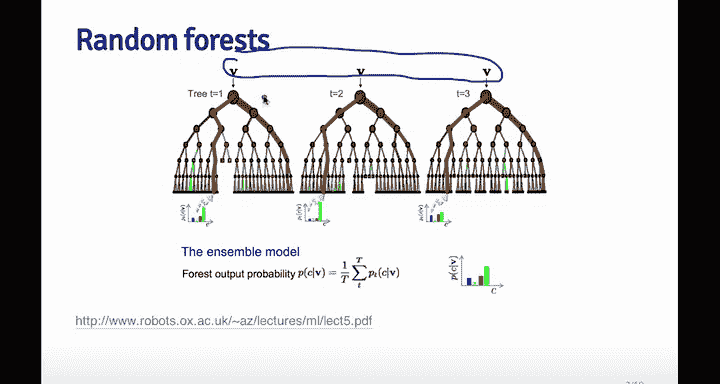 Random forests
v v v
Tree t=1 t=2 t=3
The ensemble model
Forest output probability p(c|v) = 1/T ∑_t^T p_t(c|v)
p(c|v)
c
http://www.robots.ox.ac.uk/~az/lectures/ml/lect5.pdf